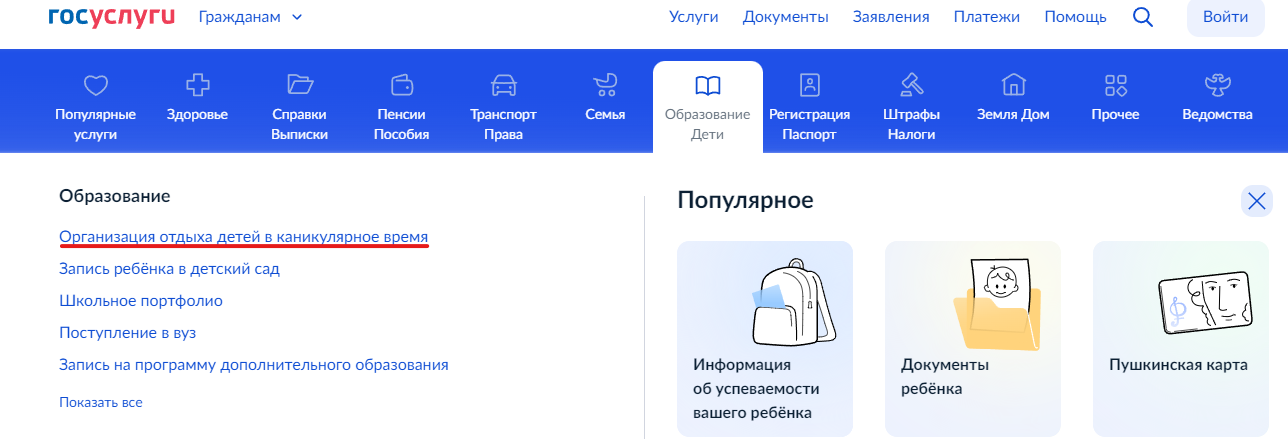 госуслуги Гражданам Услуги Документы Заявления Платежи Помощь Войти
Популярные услуги
Здоровье
Справки Выписки
Пенсии Пособия
Транспорт Права
Семья
Образование Дети
Регистрация Паспорт
Штрафы Налоги
Земля Дом
Прочее
Ведомства
Образование
Организация отдыха детей в каникулярное время
Запись ребёнка в детский сад
Школьное портфолио
Поступление в вуз
Запись на программу дополнительного образования
Показать все
Популярное
Информация
об успеваемости
вашего ребёнка
Документы
ребёнка
Пушкинская карта